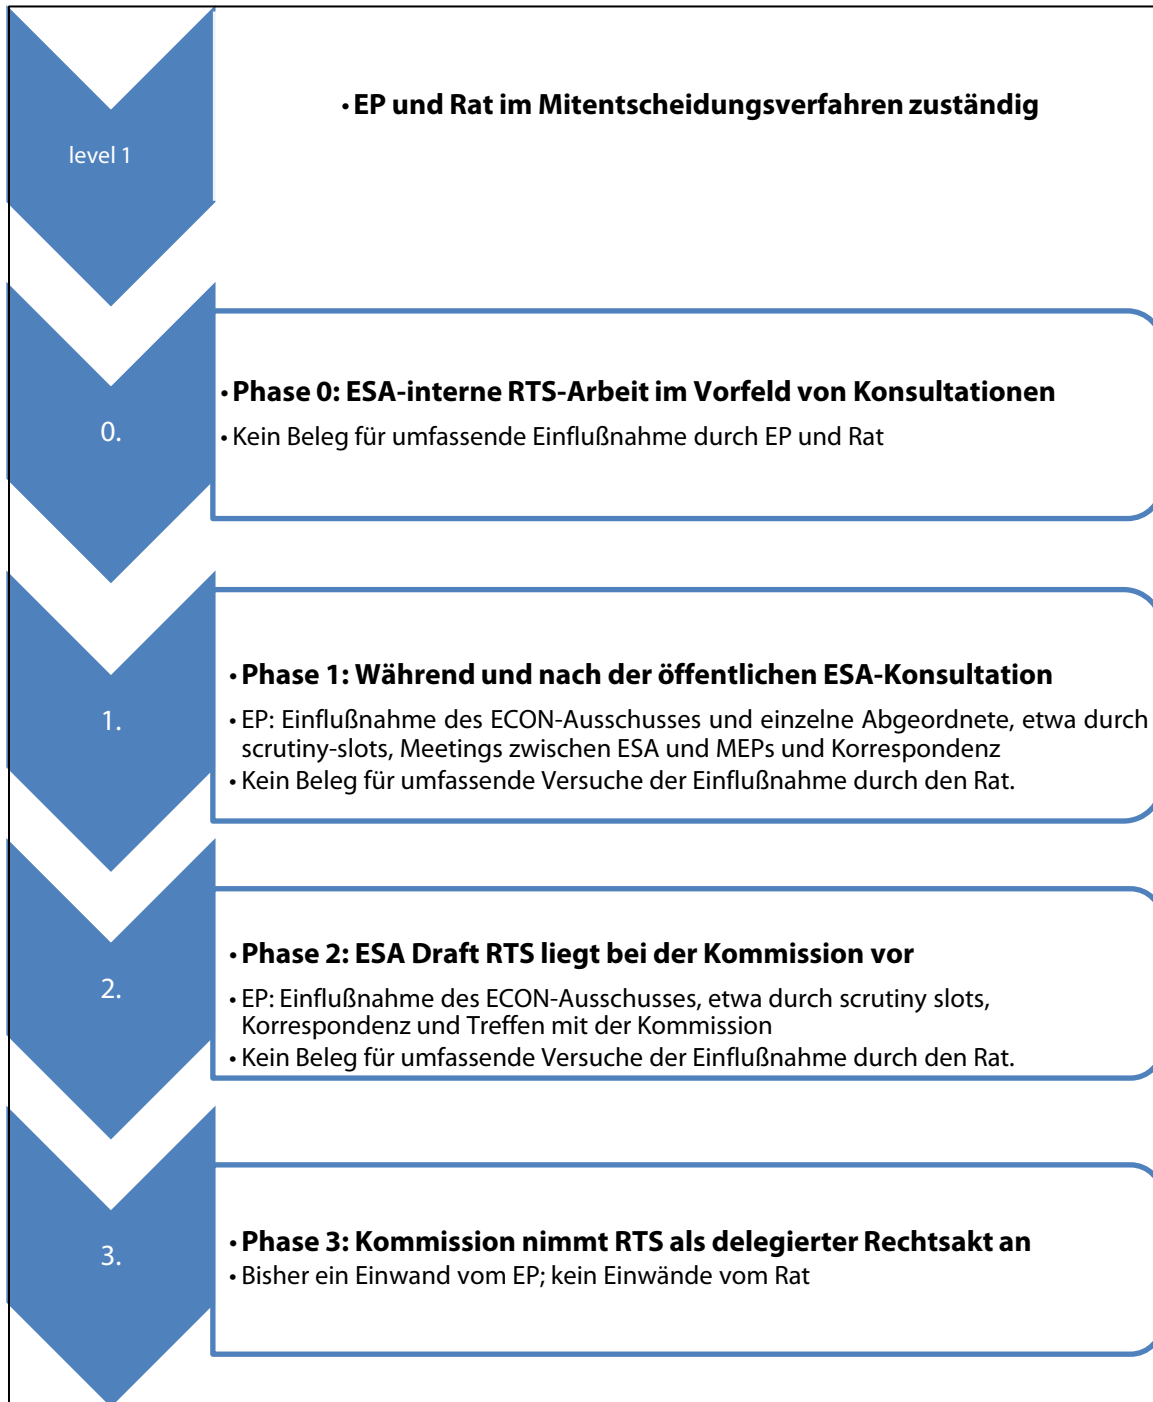 level 1
• EP und Rat im Mitentscheidungsverfahren zuständig
0.
• Phase 0: ESA-interne RTS-Arbeit im Vorfeld von Konsultationen
• Kein Beleg für umfassende Einflußnahme durch EP und Rat
1.
• Phase 1: Während und nach der öffentlichen ESA-Konsultation
• EP: Einflußnahme des ECON-Ausschusses und einzelne Abgeordnete, etwa durch
scrutiny-slots, Meetings zwischen ESA und MEPs und Korrespondenz
• Kein Beleg für umfassende Versuche der Einflußnahme durch den Rat.
2.
• Phase 2: ESA Draft RTS liegt bei der Kommission vor
• EP: Einflußnahme des ECON-Ausschusses, etwa durch scrutiny slots,
Korrespondenz und Treffen mit der Kommission
• Kein Beleg für umfassende Versuche der Einflußnahme durch den Rat.
3.
• Phase 3: Kommission nimmt RTS als delegierter Rechtsakt an
• Bisher ein Einwand vom EP; kein Einwände vom Rat